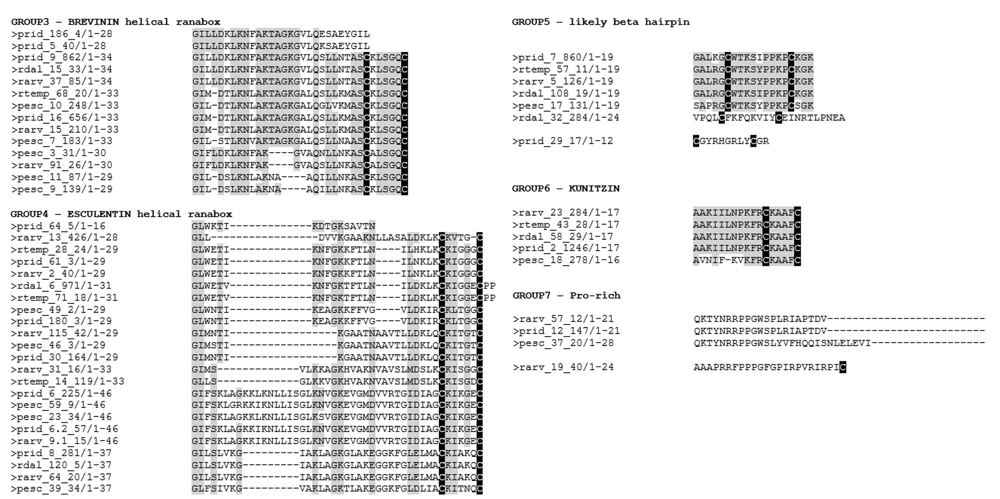 GROUP3 – BREVININ helical ranabox
>prid_186_4/1-28 GILLDKLKNFAKTAGKGVLQESAEYGIL
>prid_5_40/1-28 GILLDKLKNFAKTAGKGVLQKSAEYGIL
>prid_9_862/1-34 GILLDKLKNFAKTAGKGVLQSLLNTASCKLSGQC
>rdal_15_33/1-34 GILLDKLKNFAKTAGKGVLQSLLNTASCKLSGQC
>rarv_37_85/1-34 GILLDKLKNFAKTAGKGVLQSLLNTASCKLSGQC
>rtemp_68_20/1-33 GIM-DTLKNLAKTAGKGALQSLLKMASCKLSGQC
>pesc_10_248/1-33 GIL-DTLKNLAKTAGKGALQGLVKMASCKLSGQC
>prid_16_656/1-33 GIM-DTLKNLAKTAGKGALQSLLKMASCKLSGQC
>rarv_15_210/1-33 GIM-DTLKNLAKTAGKGALQSLLKMASCKLSGQC
>pesc_7_183/1-33 GIL-STLKNVAKTAGKGALQSLLNAASCKLSGQC
>pesc_3_31/1-30 GIFLDKLKNFAK----GVAQNLLNKASCALSGQC
>rarv_91_26/1-30 GIFLDKLKNFAK----GVAQSLLNKASCALSGQC
>pesc_11_87/1-29 GIL-DSLKNLAKNA----AQILLNKASCKLSGQC
>pesc_9_139/1-29 GIL-DSLKNLAKNA----AQILLNKASCKLSGQC
GROUP4 – ESCULENTIN helical ranabox
>prid_64_5/1-16 GLWKTI-------------KDTGKSAVTN
>rarv_13_426/1-28 GLL-----------------DVVKGAAKNLLASALDKLKCKVTG-C
>rtemp_28_24/1-29 GLWETI-------------KNFGKKFTLN----ILHKLKCKIGGGC
>prid_61_3/1-29 GLWETI-------------KNFGKKFTLN----ILNKLKCKIGGGC
>rarv_2_40/1-29 GLWETI-------------KNFGKKFTLN----ILNKLKCKIGGGC
>rdal_6_971/1-31 GLWETV-------------KNFGKTFTLN----ILDKLKCKIGGECPP
>rtemp_71_18/1-31 GLWETV-------------KNFGKTFTLN----ILDKLKCKIGGECPP
>pesc_49_2/1-29 GLWNTI-------------KEAGKKFFVG----VLDKIRCKLTGGC
>prid_180_3/1-29 GLWNTI-------------KEAGKKFFVG----VLDKIRCKLTGGC
>rarv_115_42/1-29 GIMNTI-----------------KGAATNAAVTLLDKLQCKITGTC
>pesc_46_3/1-29 GIMSTI-----------------KGAATNAAVTLLDKLQCKITGTC
>prid_30_164/1-29 GIMNTI-----------------KGAATNAAVTLLDKLQCKITGTC
>rarv_31_16/1-33 GIMS-------------VLKKAGKHVAKNVAVSLMDSLKCKISGGC
>rtemp_14_119/1-33 GLLS-------------GLKKVGKHVAKNVAVSLMDSLKCKISGDC
>prid_6_225/1-46 GIFSKLAGKKLKNLLISGLKNVGKEVGMDVVRTGIDIAGCKIKGEC
>pesc_59_9/1-46 GIFSKLGRKKIKNLLISGLKNVGKEVGMDVVRTGIDIAGCKIKGEC
>pesc_23_34/1-46 GIFSKLAGKKLKNLLISGLKSVGKEVGMDVVRTGIDIAGCKIKGEC
>prid_6.2_57/1-46 GIFSKLAGKKIKNLLISGLKNVGKEVGMDVVRTGIDIAGCKIKGEC
>rarv_9.1_15/1-46 GIFSKLAGKKIKNLLISGLKNVGKEVGMDVVRTGIDIAGCKIKGEC
>prid_8_281/1-37 GILSLVKG---------IAKLAGKGLAKEGGKFGLELMACKIAKQC
>rdal_120_5/1-37 GILSLVKG---------IAKLAGKGLAKEGGKFGLELMACKIAKQC
>rarv_64_20/1-37 GILSLVKG---------IAKLAGKGLAKEGGKFGLELMACKIAKQC
>pesc_39_34/1-37 GLFSIVKG---------VAKLAGKTLAKEGGKFGLDLIACKITNQC
GROUP5 – likely beta hairpin
>prid_7_860/1-19 GALKGCWTKSIPPKPCKGK
>rtemp_57_11/1-19 GALRGCWTKSYPPKPCKGK
>rarv_5_126/1-19 GALRGCWTKSYPPKPCKGK
>rdal_108_19/1-19 GALRGCWTKSIPPKPCKGK
>pesc_17_131/1-19 SAPRGCWTKSYPPKPCSGK
>rdal_32_284/1-24 VPQLCFKFQKVIYCEINRTLPNEA
>prid_29_17/1-12 CGYRHGRLYCGR
GROUP6 – KUNITZIN
>rarv_23_284/1-17 AAKIILNPKFRCKAAFC
>rtemp_43_28/1-17 AAKIILNPKFRCKAAFC
>rdal_58_29/1-17 AAKIILNPKFRCKAAFC
>prid_2_1246/1-17 AAKIILNPKFRCKAAFC
>pesc_18_278/1-16 AVNIF-KVKFRCKAAFC
GROUP7 – Pro-rich
>rarv_57_12/1-21 QKTYNRRPPGWSPLRIAPTDV-------------------------
>prid_12_147/1-21 QKTYNRRPPGWSPLRIAPTDV-------------------------
>pesc_37_20/1-28 QKTYNRRPPGWSLYVFHQQISNLELEVI------------------
>rarv_19_40/1-24 AAAPRRFPPPGFGPIRPVRIRPIC